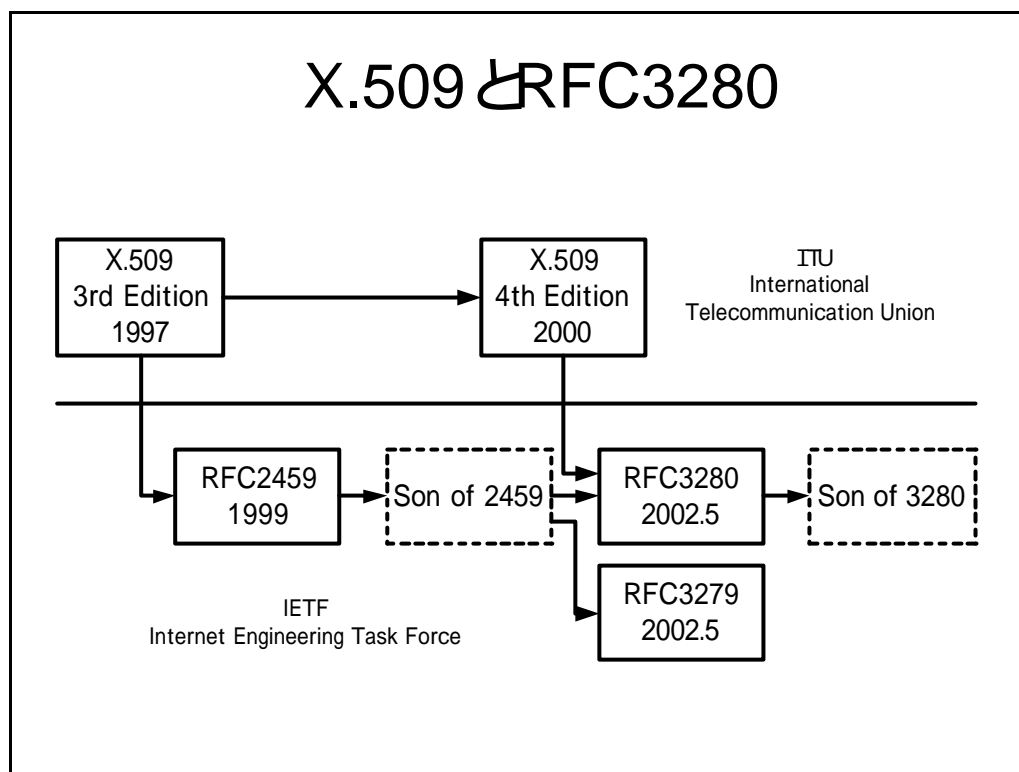 X.509とRFC3280
X.509
3rd Edition
1997
X.509
4th Edition
2000
ITU
International
Telecommunication Union
RFC2459
1999
Son of 2459
RFC3280
2002.5
Son of 3280
RFC3279
2002.5
IETF
Internet Engineering Task Force